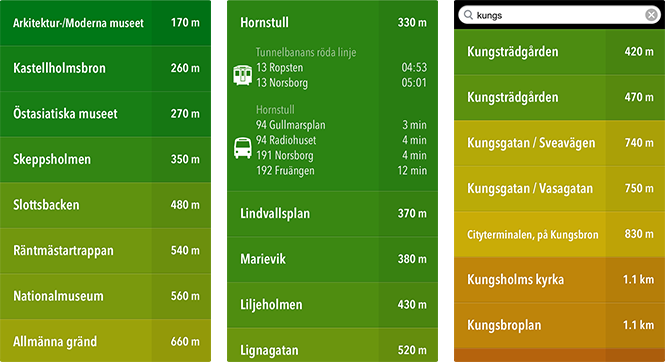 Arkitektur-/Moderna museet 170 m
Kastellholmsbron 260 m
Östasiatiska museet 270 m
Skeppsholmen 350 m
Slottsbacken 480 m
Räntmästartrappan 540 m
Nationalmuseum 560 m
Allmänna gränd 660 m
Hornstull 330 m
Tunnelbanans röda linje
13 Ropsten 04:53
13 Norsborg 05:01
Hornstull
94 Gullmarsplan 3 min
94 Radiohuset 4 min
191 Norsborg 4 min
192 Fruängen 12 min
Lindvallsplan 370 m
Marievik 380 m
Liljeholmen 430 m
Lignagatan 520 m
kungs
Kungsträdgården 420 m
Kungsträdgården 470 m
Kungsgatan / Sveavägen 740 m
Kungsgatan / Vasagatan 750 m
Cityterminalen, på Kungsbron 830 m
Kungsholms kyrka 1.1 km
Kungsbroplan 1.1 km